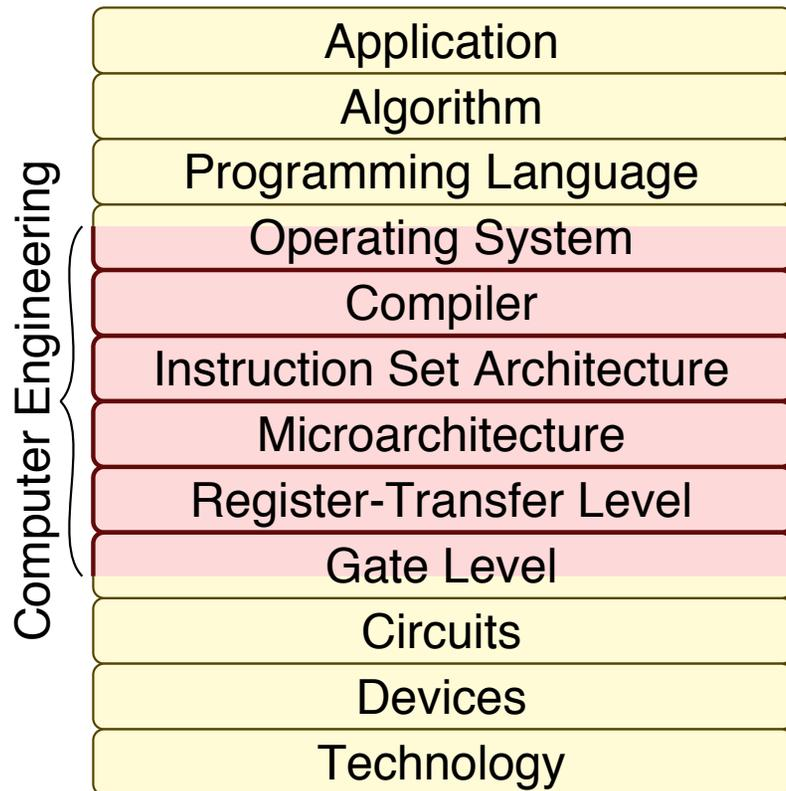 Application
Algorithm
Programming Language
Operating System
Compiler
Instruction Set Architecture
Microarchitecture
Register-Transfer Level
Gate Level
Circuits
Devices
Technology
Computer Engineering